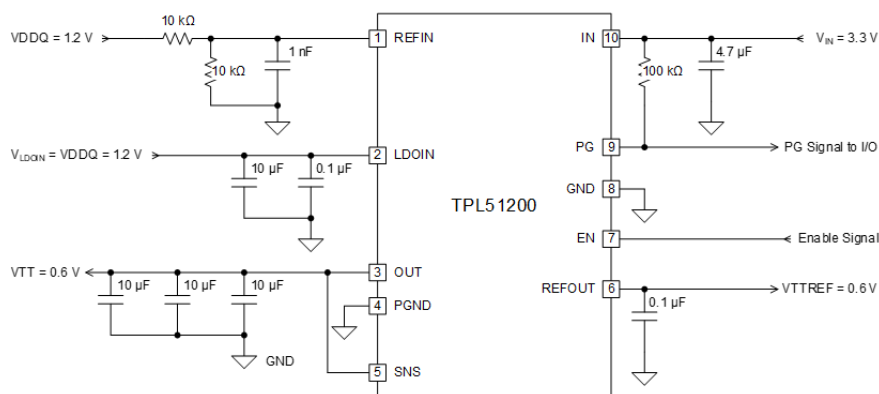 10 kΩ
VDDQ = 1.2 V
1
REFIN
10 kΩ
1 nF
V_LDOIN = VDDQ = 1.2 V
2
LDOIN
10 µF
0.1 µF
VTT = 0.6 V
3
OUT
10 µF
10 µF
10 µF
4
PGND
GND
5
SNS
TPL51200
IN
10
V_IN = 3.3 V
100 kΩ
4.7 µF
PG
9
PG Signal to I/O
GND
8
EN
7
Enable Signal
REFOUT
6
VTTREF = 0.6 V
0.1 µF